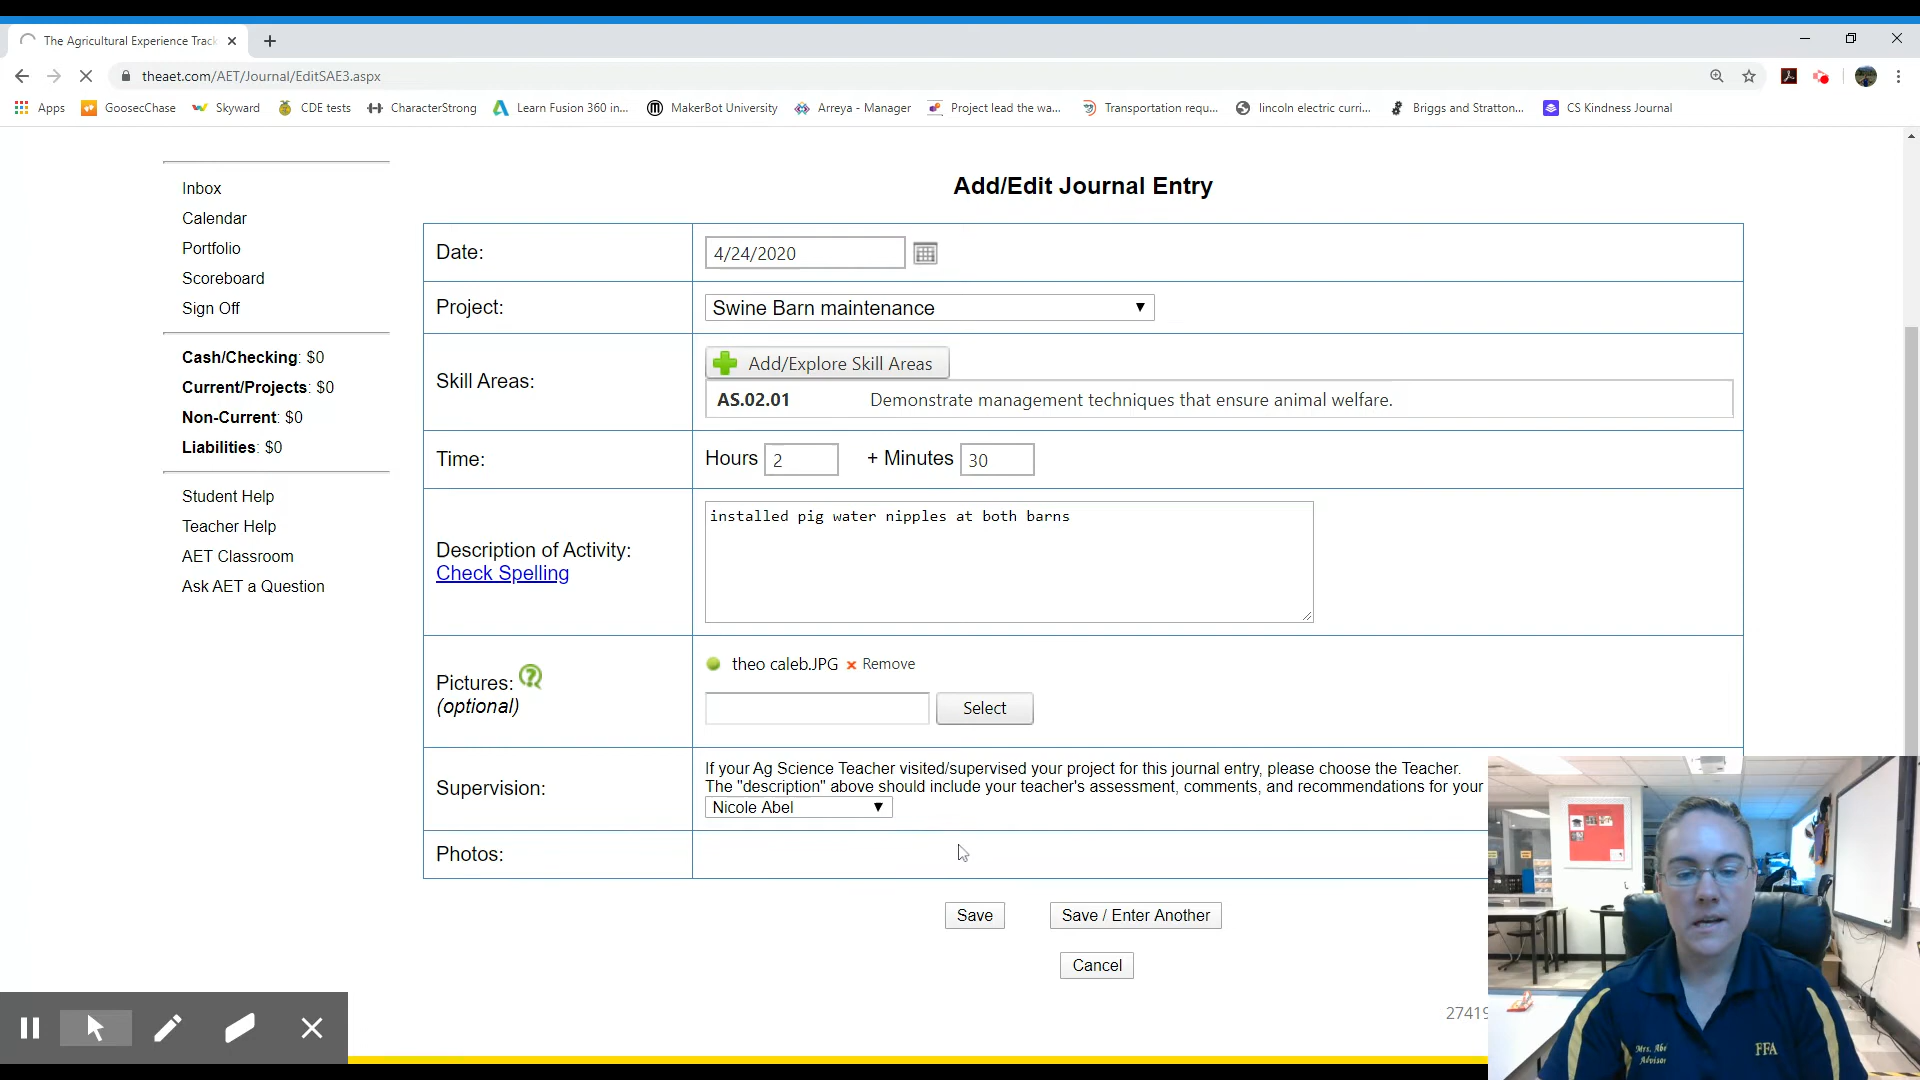 The Agricultural Experience Track
theaet.com/AET/Journal/EditSAE3.aspx
Apps GoosecChase Skyward CDE tests CharacterStrong Learn Fusion 360 in... MakerBot University Arreya - Manager Project lead the wa... Transportation requ... lincoln electric curri... Briggs and Stratton... CS Kindness Journal
Inbox
Calendar
Portfolio
Scoreboard
Sign Off
Cash/Checking: $0
Current/Projects: $0
Non-Current: $0
Liabilities: $0
Student Help
Teacher Help
AET Classroom
Ask AET a Question
Add/Edit Journal Entry
Date: 4/24/2020
Project: Swine Barn maintenance
Skill Areas: Add/Explore Skill Areas
AS.02.01 Demonstrate management techniques that ensure animal welfare.
Time: Hours 2 + Minutes 30
Description of Activity: installed pig water nipples at both barns
Check Spelling
Pictures: theo caleb.JPG Remove
(optional) Select
Supervision: If your Ag Science Teacher visited/supervised your project for this journal entry, please choose the Teacher.
The "description" above should include your teacher's assessment, comments, and recommendations for your
Nicole Abel
Photos:
Save Save / Enter Another
Cancel
27419
Mrs. Abe
Advisor
FFA